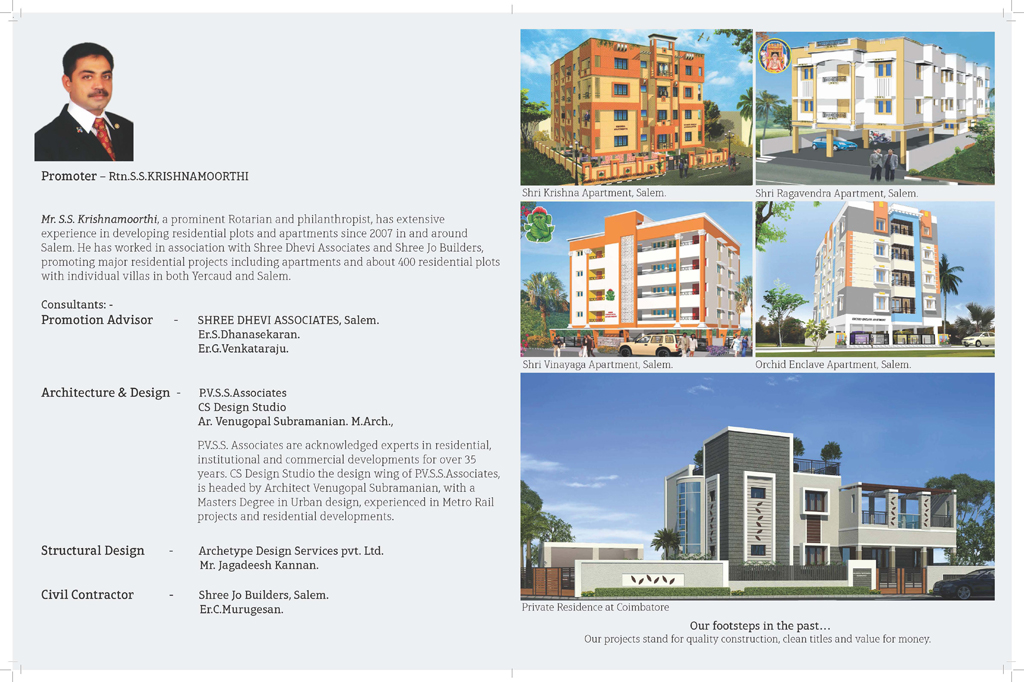 Promoter – Rtn.S.S.KRISHNAMOORTHI
Mr. S.S. Krishnamoorthi, a prominent Rotarian and philanthropist, has extensive
experience in developing residential plots and apartments since 2007 in and around
Salem. He has worked in association with Shree Dhevi Associates and Shree Jo Builders,
promoting major residential projects including apartments and about 400 residential plots
with individual villas in both Yercaud and Salem.
Consultants: -
Promotion Advisor - SHREE DHEVI ASSOCIATES, Salem.
Er.S.Dhanasekaran.
Er.G.Venkataraju.
Architecture & Design - P.V.S.S.Associates
CS Design Studio
Ar. Venugopal Subramanian. M.Arch.,
P.V.S.S. Associates are acknowledged experts in residential,
institutional and commercial developments for over 35
years. CS Design Studio the design wing of P.V.S.S.Associates,
is headed by Architect Venugopal Subramanian, with a
Masters Degree in Urban design, experienced in Metro Rail
projects and residential developments.
Structural Design - Archetype Design Services pvt. Ltd.
Mr. Jagadeesh Kannan.
Civil Contractor - Shree Jo Builders, Salem.
Er.C.Murugesan.
Shri Krishna Apartment, Salem.
Shri Ragavendra Apartment, Salem.
Shri Vinayaga Apartment, Salem.
Orchid Enclave Apartment, Salem.
Private Residence at Coimbatore
Our footsteps in the past...
Our projects stand for quality construction, clean titles and value for money.